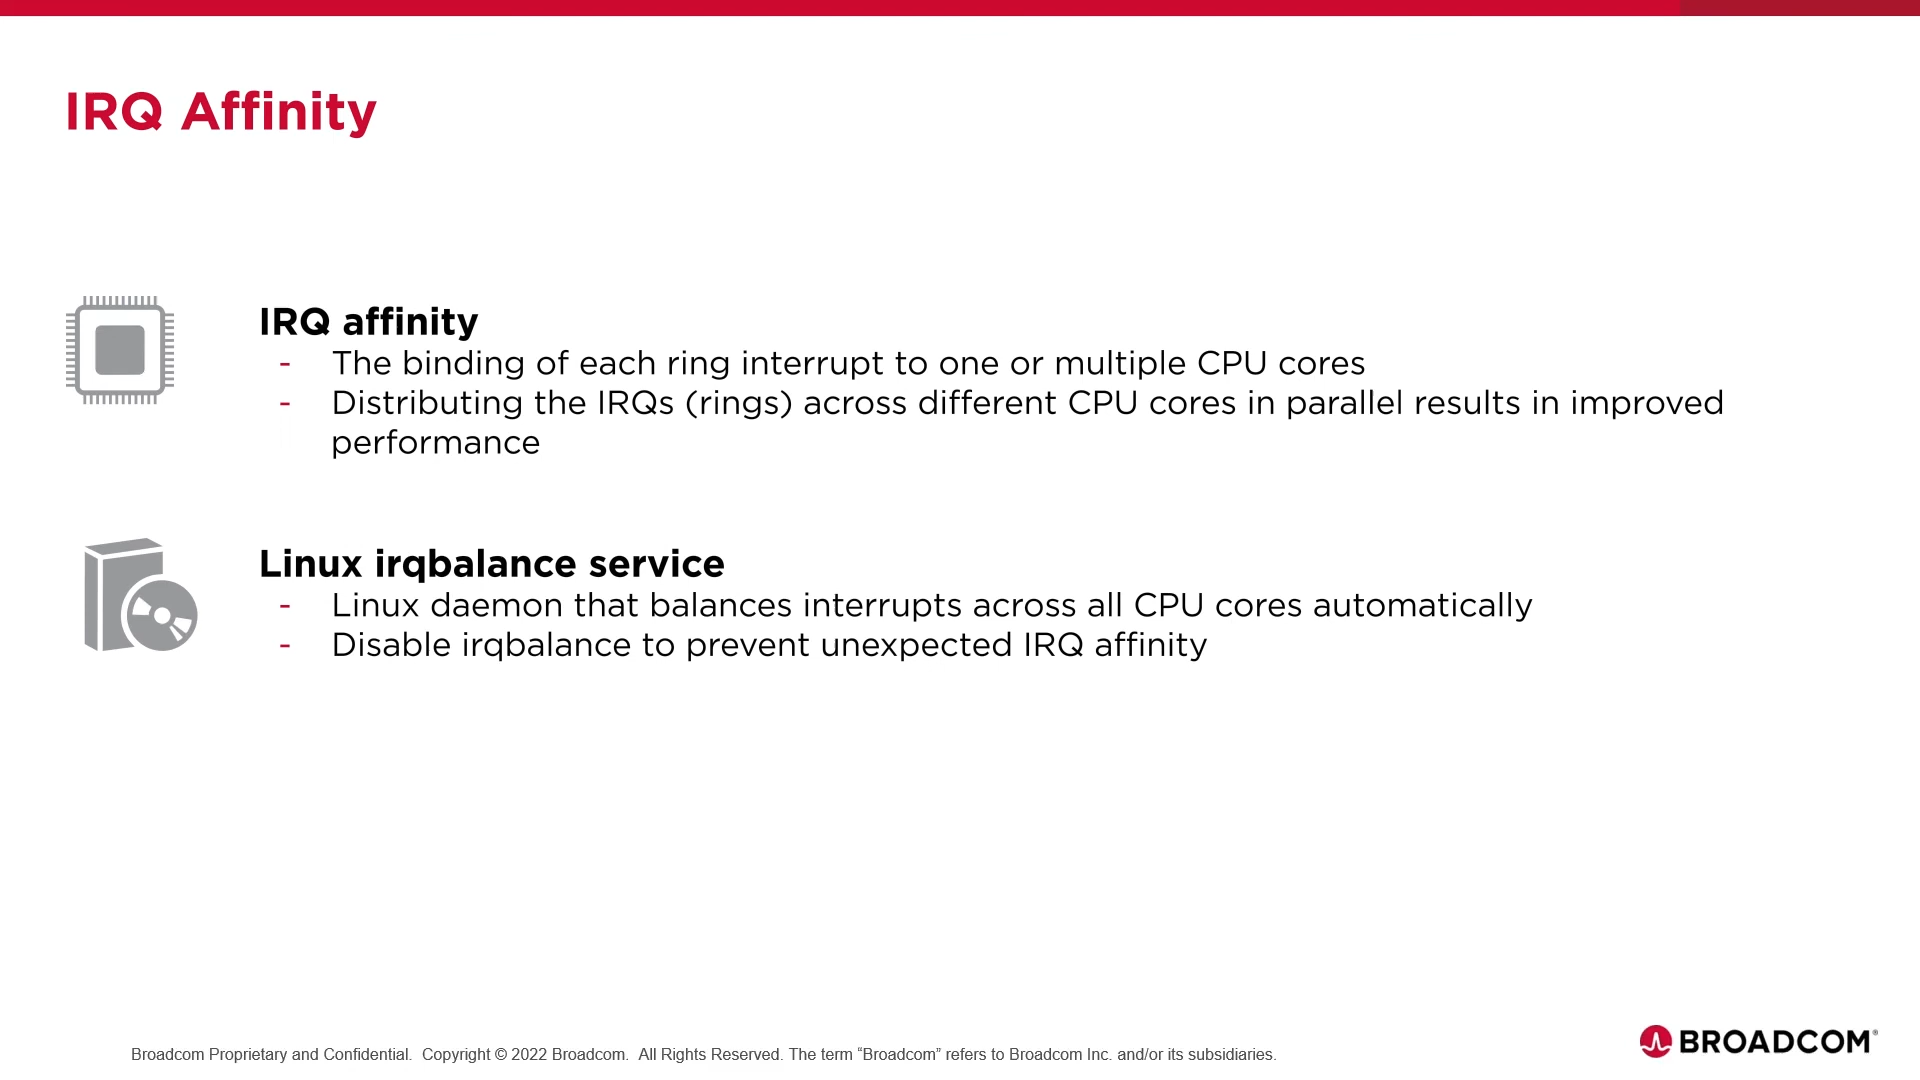 IRQ Affinity
IRQ affinity
- The binding of each ring interrupt to one or multiple CPU cores
- Distributing the IRQs (rings) across different CPU cores in parallel results in improved
performance
Linux irqbalance service
- Linux daemon that balances interrupts across all CPU cores automatically
- Disable irqbalance to prevent unexpected IRQ affinity
Broadcom Proprietary and Confidential. Copyright © 2022 Broadcom. All Rights Reserved. The term “Broadcom” refers to Broadcom Inc. and/or its subsidiaries.
BROADCOM®